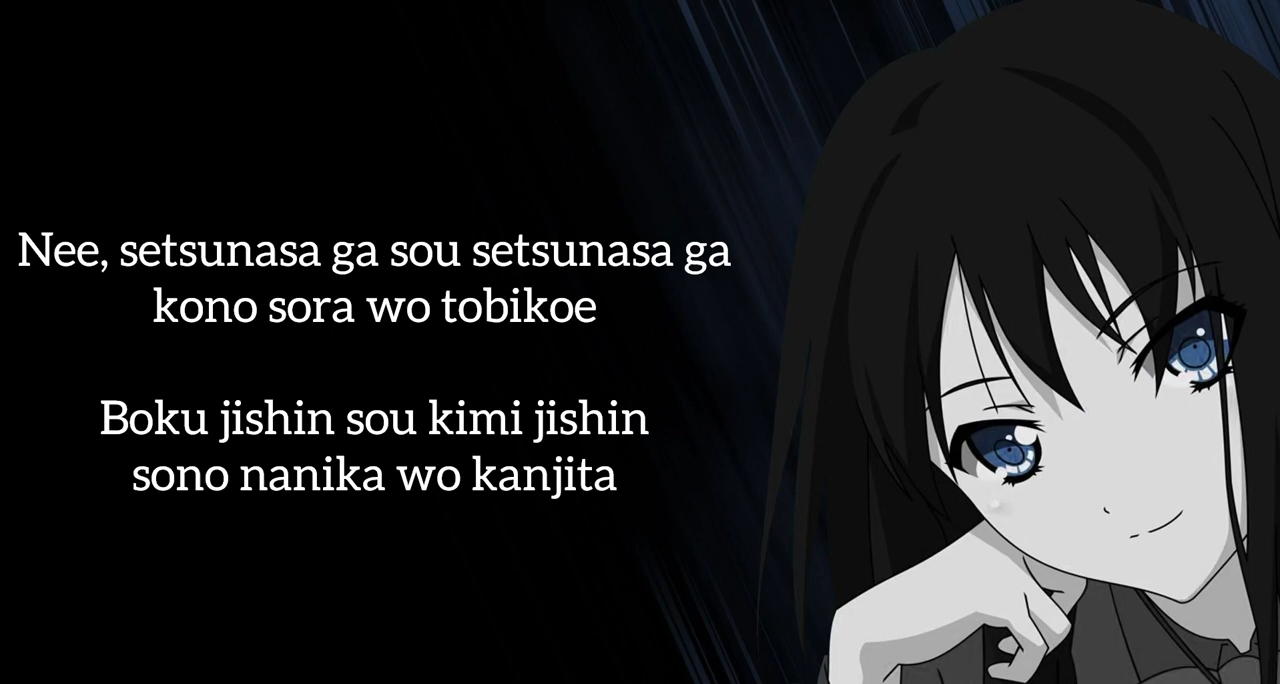 Nee, setsunasa ga sou setsunasa ga
kono sora wo tobikoe
Boku jishin sou kimi jishin
sono nanika wo kanjita